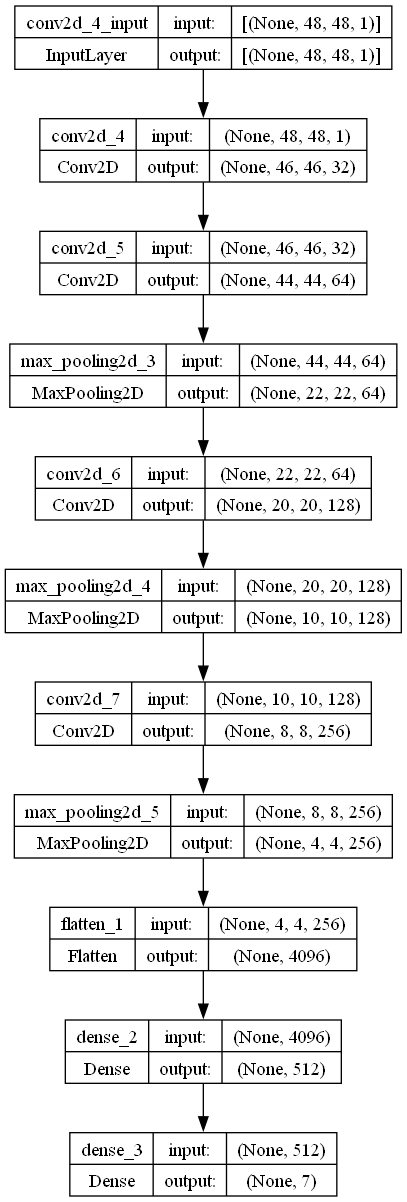 conv2d_4_input input: [(None, 48, 48, 1)]
InputLayer output: [(None, 48, 48, 1)]
conv2d_4 input: (None, 48, 48, 1)
Conv2D output: (None, 46, 46, 32)
conv2d_5 input: (None, 46, 46, 32)
Conv2D output: (None, 44, 44, 64)
max_pooling2d_3 input: (None, 44, 44, 64)
MaxPooling2D output: (None, 22, 22, 64)
conv2d_6 input: (None, 22, 22, 64)
Conv2D output: (None, 20, 20, 128)
max_pooling2d_4 input: (None, 20, 20, 128)
MaxPooling2D output: (None, 10, 10, 128)
conv2d_7 input: (None, 10, 10, 128)
Conv2D output: (None, 8, 8, 256)
max_pooling2d_5 input: (None, 8, 8, 256)
MaxPooling2D output: (None, 4, 4, 256)
flatten_1 input: (None, 4, 4, 256)
Flatten output: (None, 4096)
dense_2 input: (None, 4096)
Dense output: (None, 512)
dense_3 input: (None, 512)
Dense output: (None, 7)